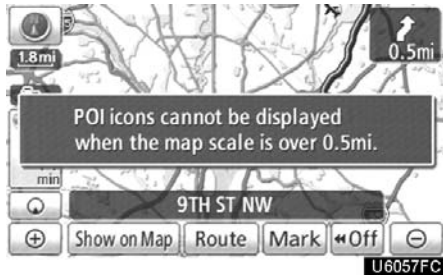 0.5mi
1.8mi
POI icons cannot be displayed
when the map scale is over 0.5mi.
min
9TH ST NW
Show on Map Route Mark Off
U6057FC